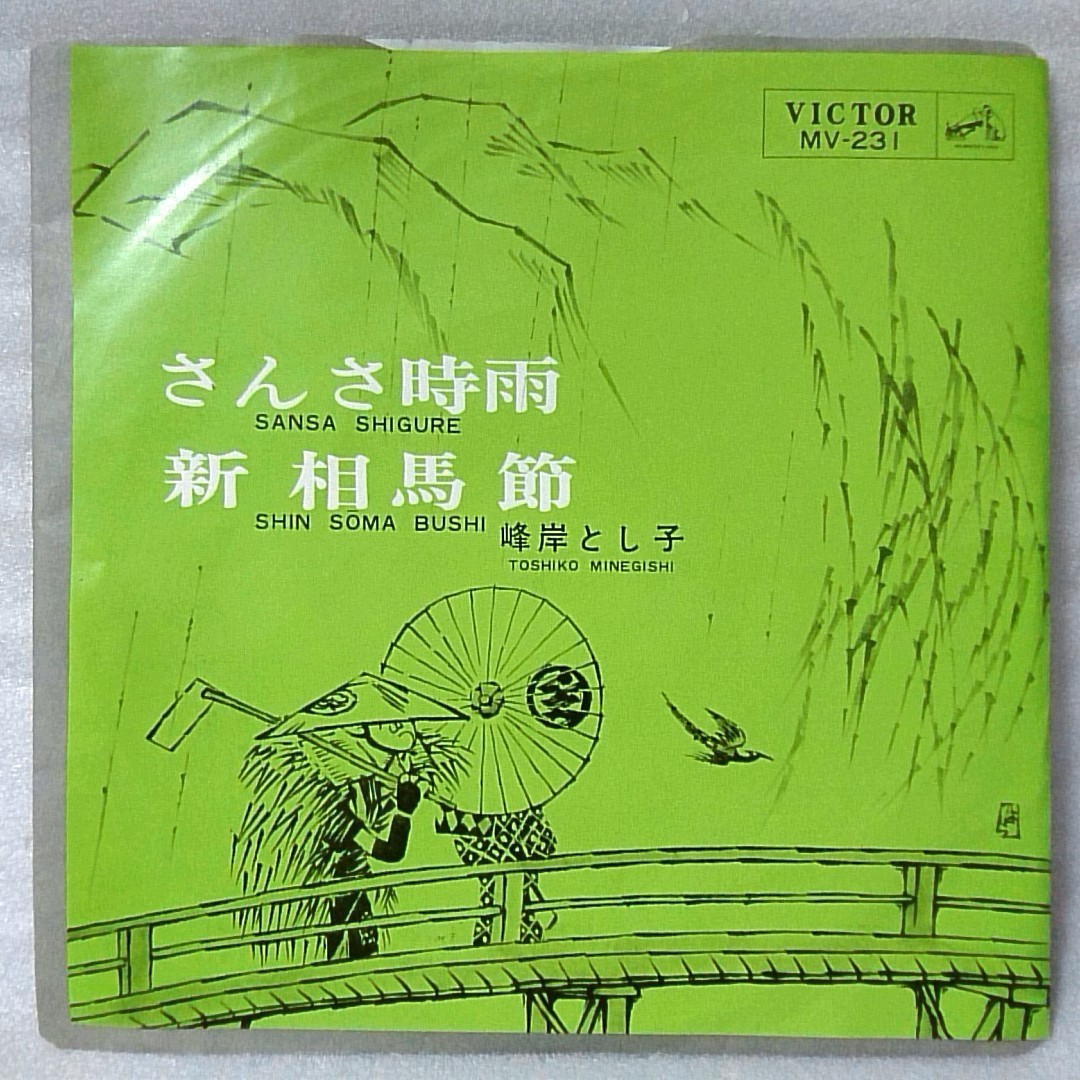 VICTOR
MV-231
さんさ時雨
SANSA SHIGURE
新相馬節
SHIN SŌMA BUSHI
峰岸とし子
TOSHIKO MINEGISHI